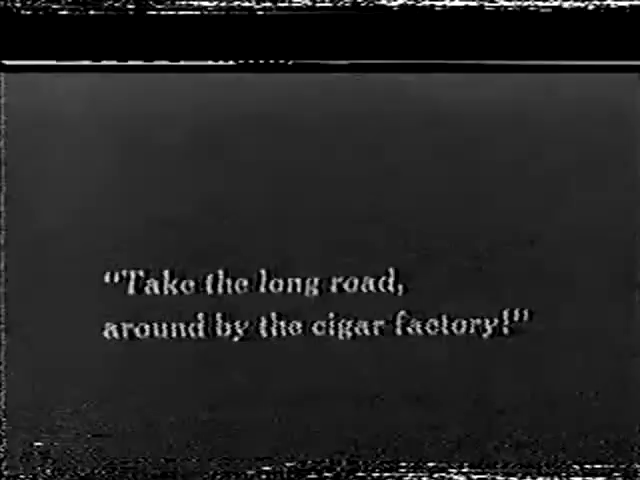 "Take the long road,
around by the cigar factory!"